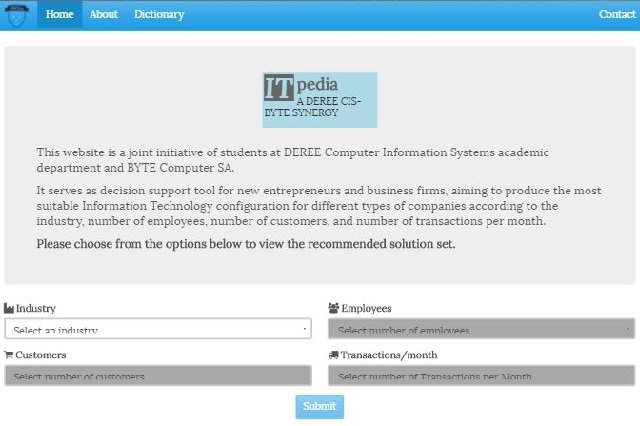 Home About Dictionary Contact
IT pedia
A DEREE CIS-
BYTE SYNERGY
This website is a joint initiative of students at DEREE Computer Information Systems academic
department and BYTE Computer SA.
It serves as decision support tool for new entrepreneurs and business firms, aiming to produce the most
suitable Information Technology configuration for different types of companies according to the
industry, number of employees, number of customers, and number of transactions per month.
Please choose from the options below to view the recommended solution set.
Industry Employees
Select an industry Select number of employees
Customers Transactions/month
Select number of customers Select number of Transactions per Month
Submit